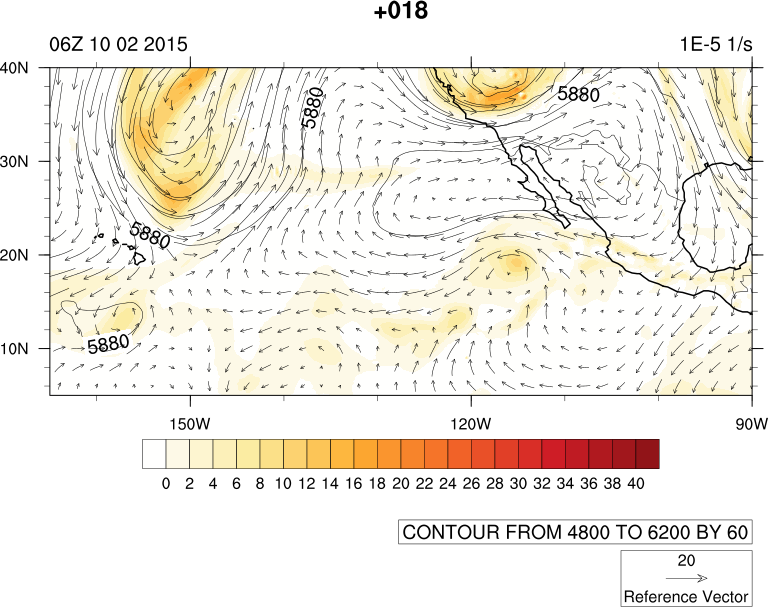 +018
06Z 10 02 2015 1E-5 1/s
40N
5880
5880
30N
5880
20N
5880
10N
150W 120W 90W
0 2 4 6 8 10 12 14 16 18 20 22 24 26 28 30 32 34 36 38 40
CONTOUR FROM 4800 TO 6200 BY 60
20
Reference Vector